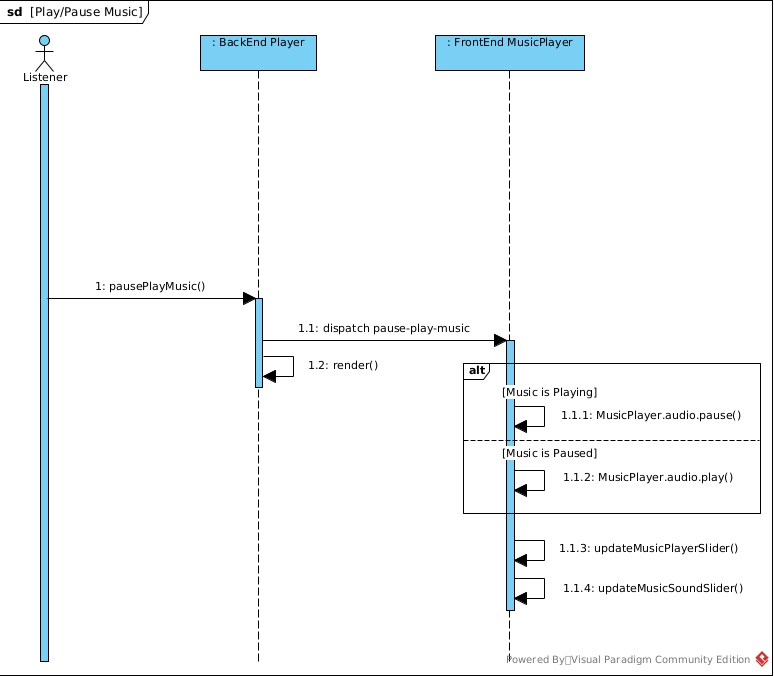 sd [Play/Pause Music]
Listener
: BackEnd Player
: FrontEnd MusicPlayer
1: pausePlayMusic()
1.1: dispatch pause-play-music
1.2: render()
alt
[Music is Playing]
1.1.1: MusicPlayer.audio.pause()
[Music is Paused]
1.1.2: MusicPlayer.audio.play()
1.1.3: updateMusicPlayerSlider()
1.1.4: updateMusicSoundSlider()
Powered By Visual Paradigm Community Edition